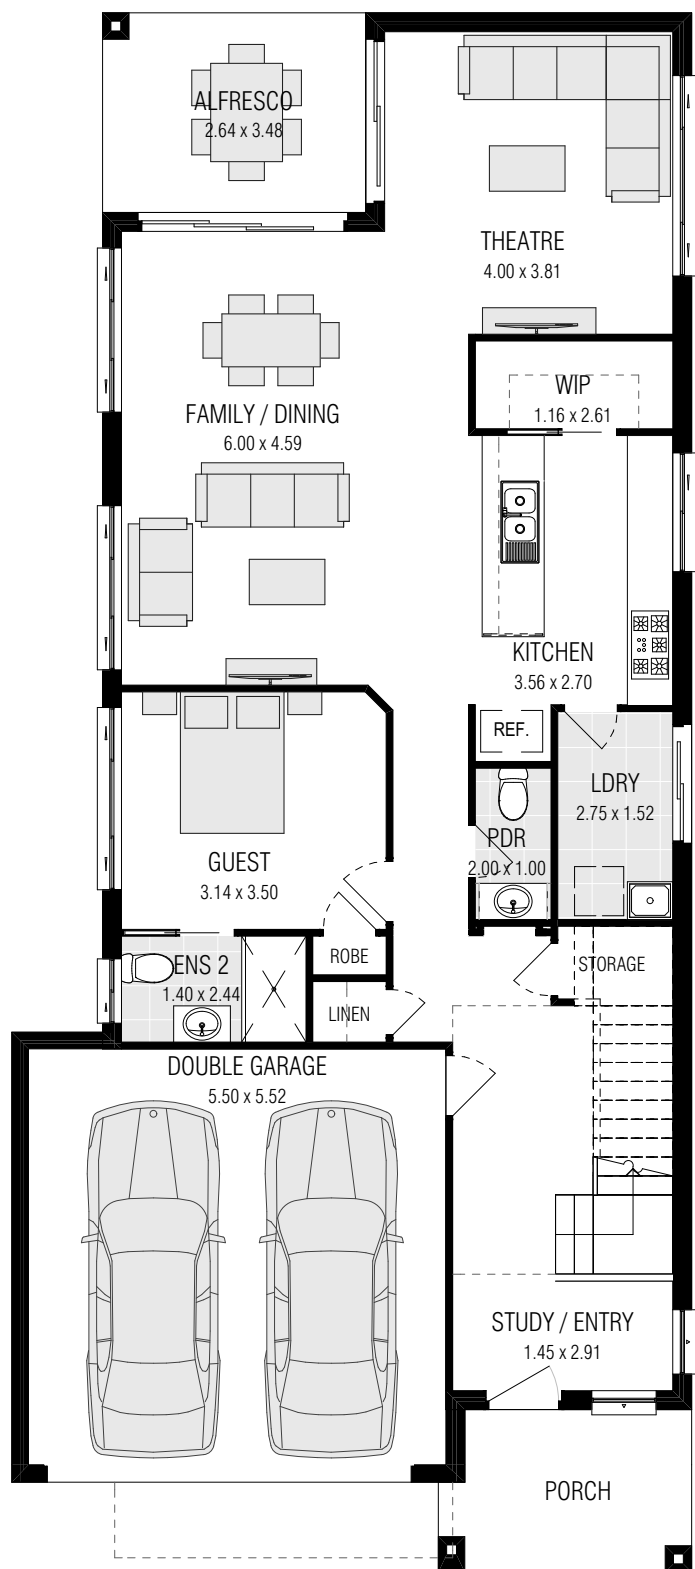 ALFRESCO
2.64 x 3.48
THEATRE
4.00 x 3.81
WIP
1.16 x 2.61
FAMILY / DINING
6.00 x 4.59
KITCHEN
3.56 x 2.70
REF.
LDRY
2.75 x 1.52
PDR
2.00 x 1.00
GUEST
3.14 x 3.50
ROBE
ENS 2
1.40 x 2.44
STORAGE
LINEN
DOUBLE GARAGE
5.50 x 5.52
STUDY / ENTRY
1.45 x 2.91
PORCH